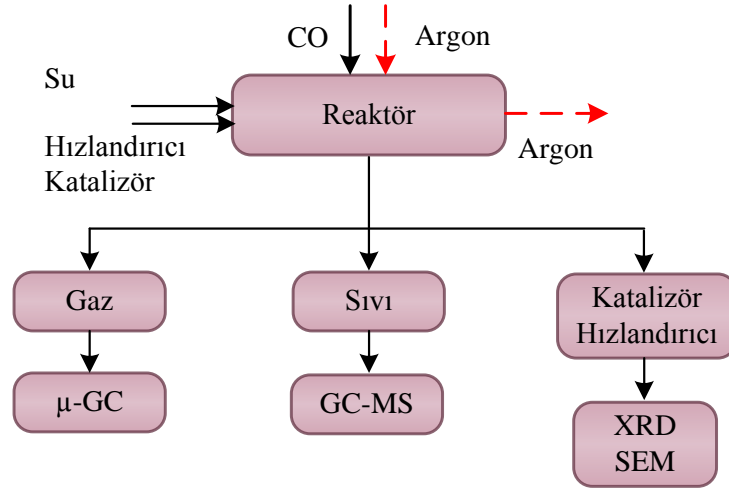 CO
Argon
Su
Reaktör
Hızlandırıcı
Katalizör
Argon
Gaz
Sıvı
Katalizör
Hızlandırıcı
µ-GC
GC-MS
XRD
SEM